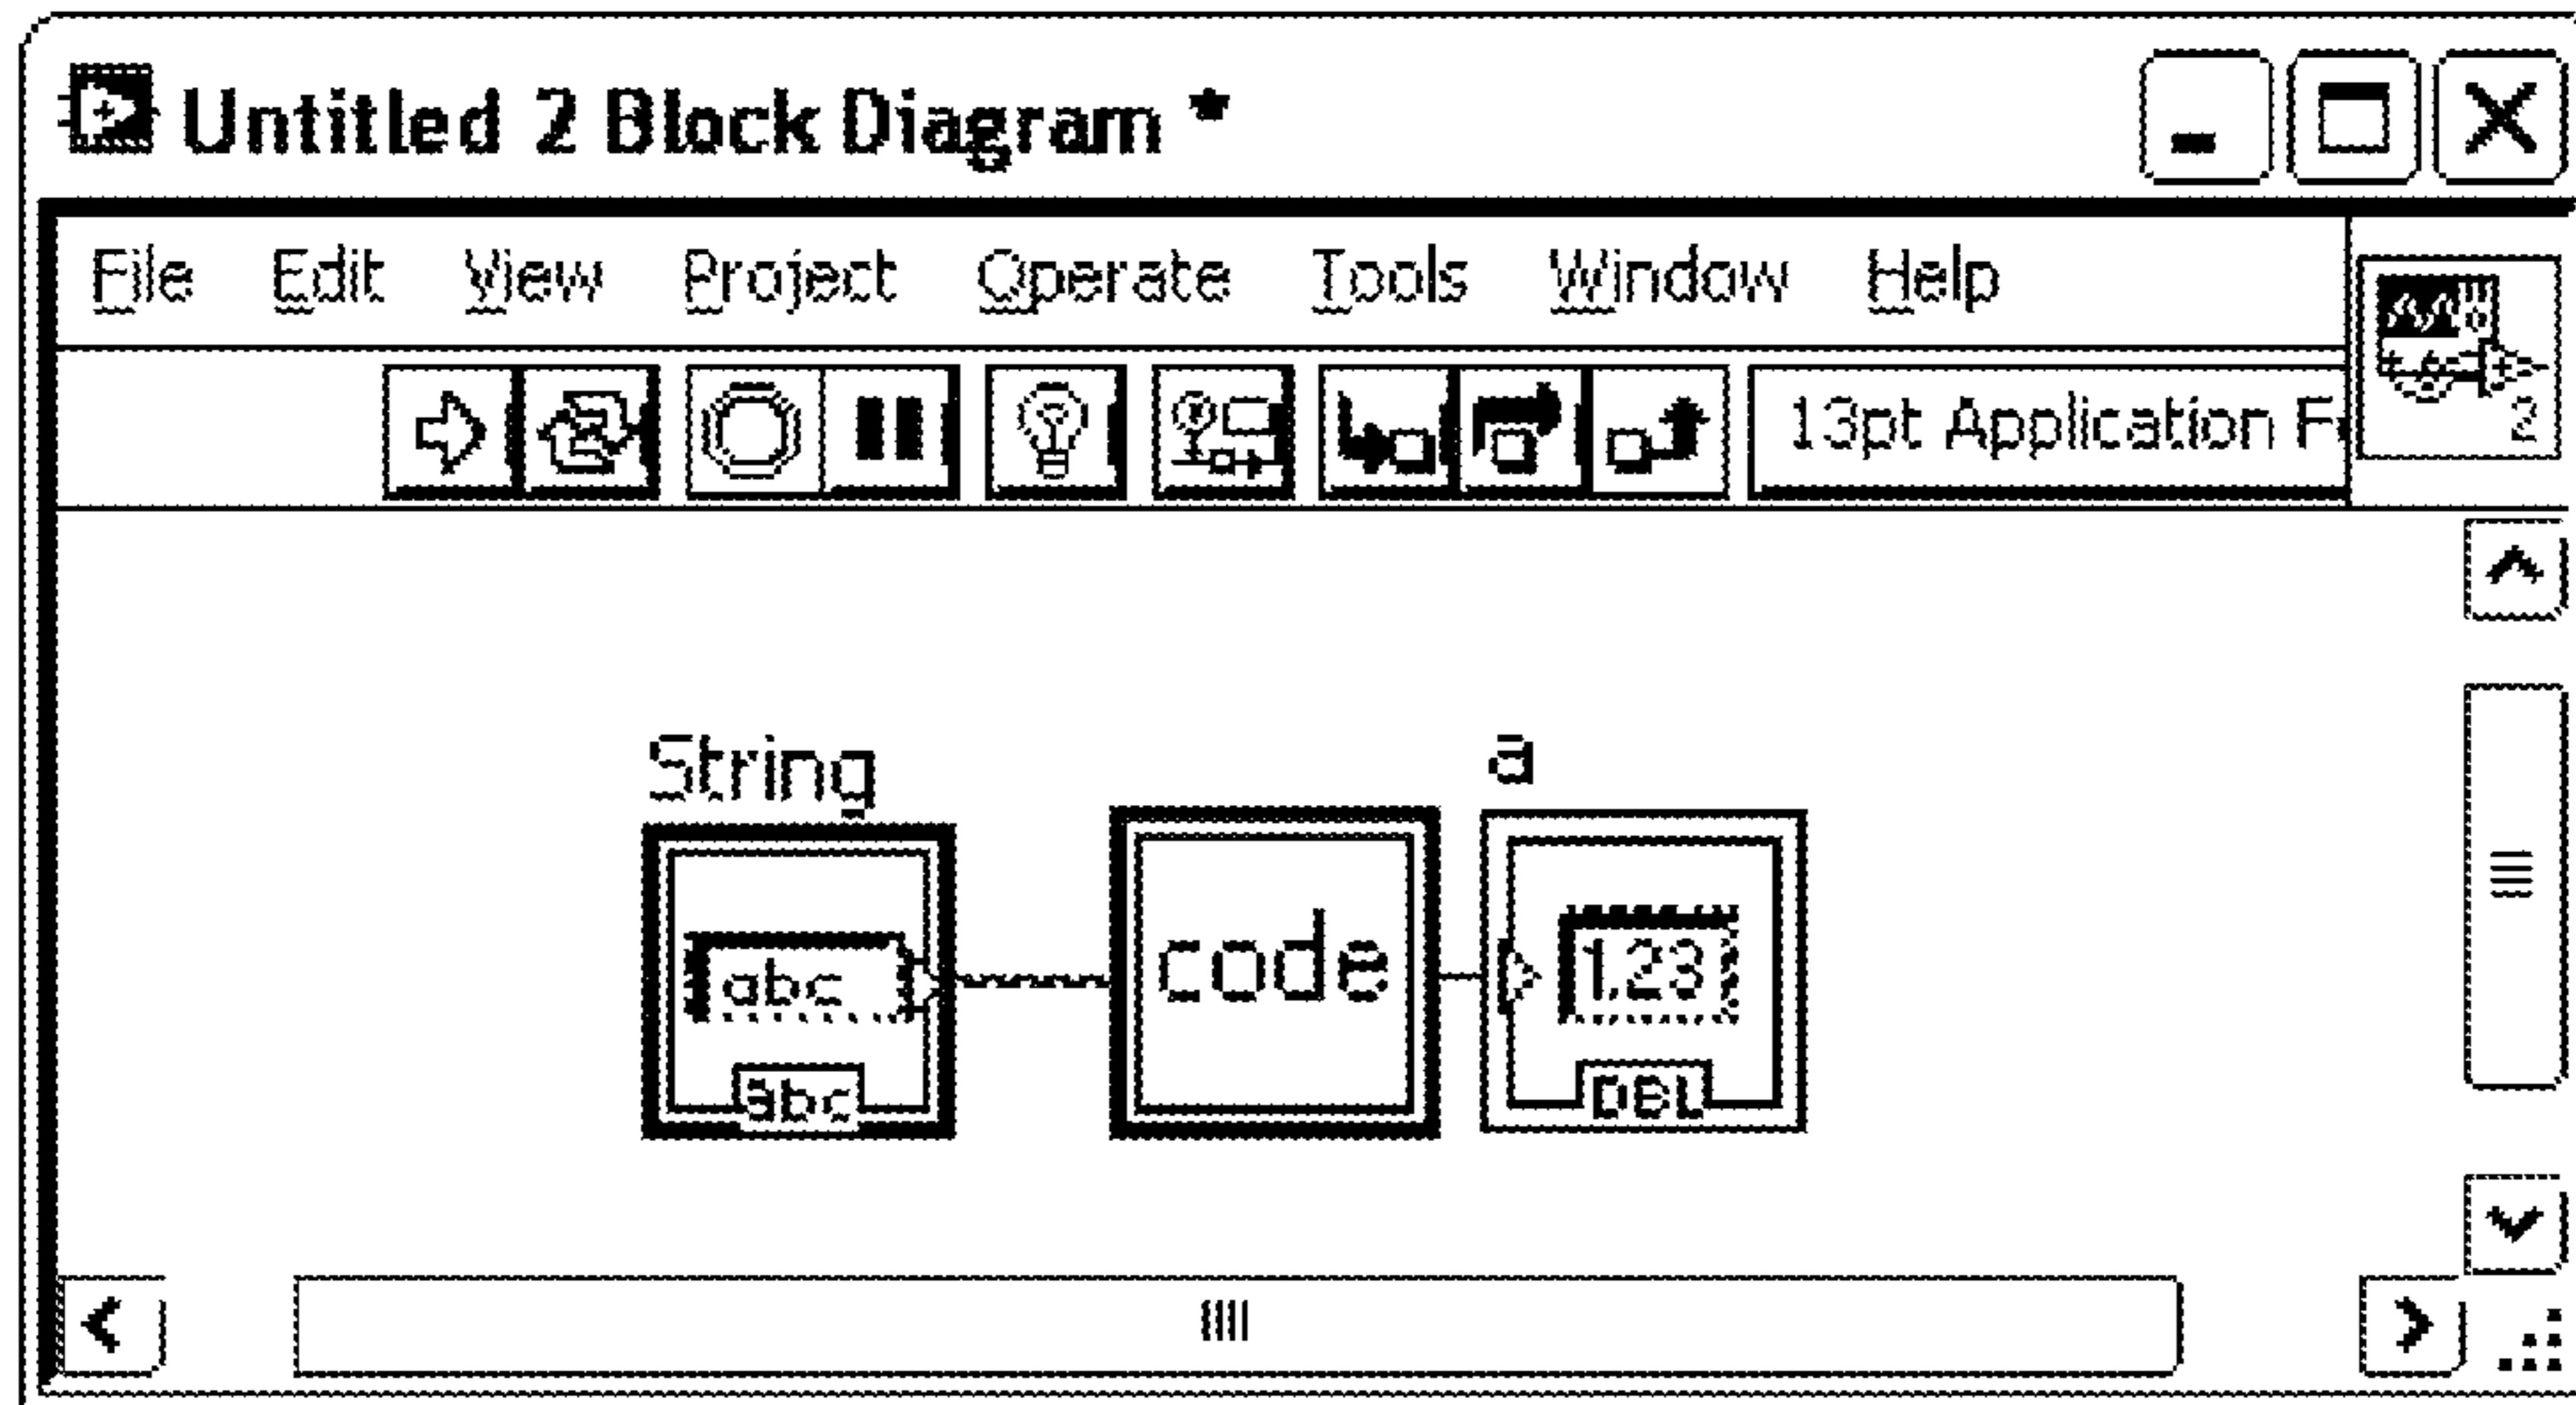 Untitled 2 Block Diagram *
File Edit View Project Operate Tools Window Help
13pt Application F
2
String
a
abc
code
1.23
abc
DBL